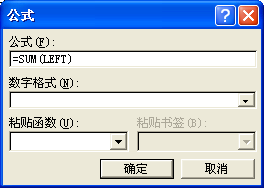 公式
公式(F):
=SUM(LEFT)
数字格式(N):
粘贴函数(U): 粘贴书签(B):
确定 取消